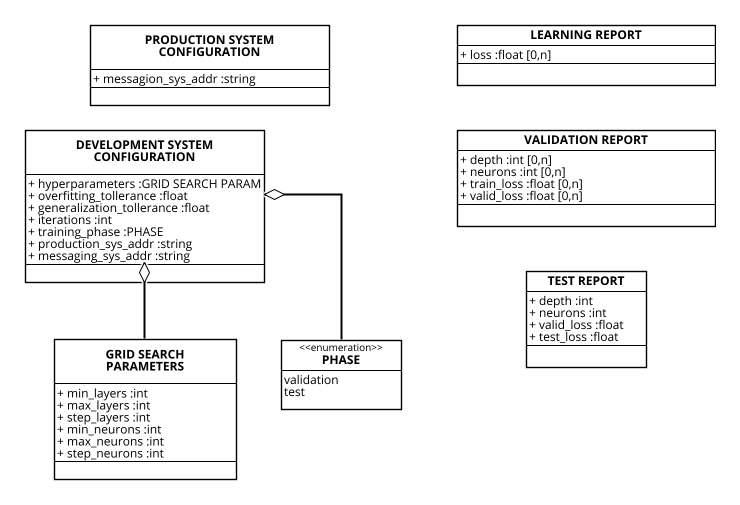 PRODUCTION SYSTEM
CONFIGURATION
+ messagion_sys_addr :string
LEARNING REPORT
+ loss :float [0,n]
DEVELOPMENT SYSTEM
CONFIGURATION
+ hyperparameters :GRID SEARCH PARAM
+ overfitting_tollerance :float
+ generalization_tollerance :float
+ iterations :int
+ training_phase :PHASE
+ production_sys_addr :string
+ messaging_sys_addr :string
VALIDATION REPORT
+ depth :int [0,n]
+ neurons :int [0,n]
+ train_loss :float [0,n]
+ valid_loss :float [0,n]
TEST REPORT
+ depth :int
+ neurons :int
+ valid_loss :float
+ test_loss :float
GRID SEARCH
PARAMETERS
+ min_layers :int
+ max_layers :int
+ step_layers :int
+ min_neurons :int
+ max_neurons :int
+ step_neurons :int
<<enumeration>>
PHASE
validation
test